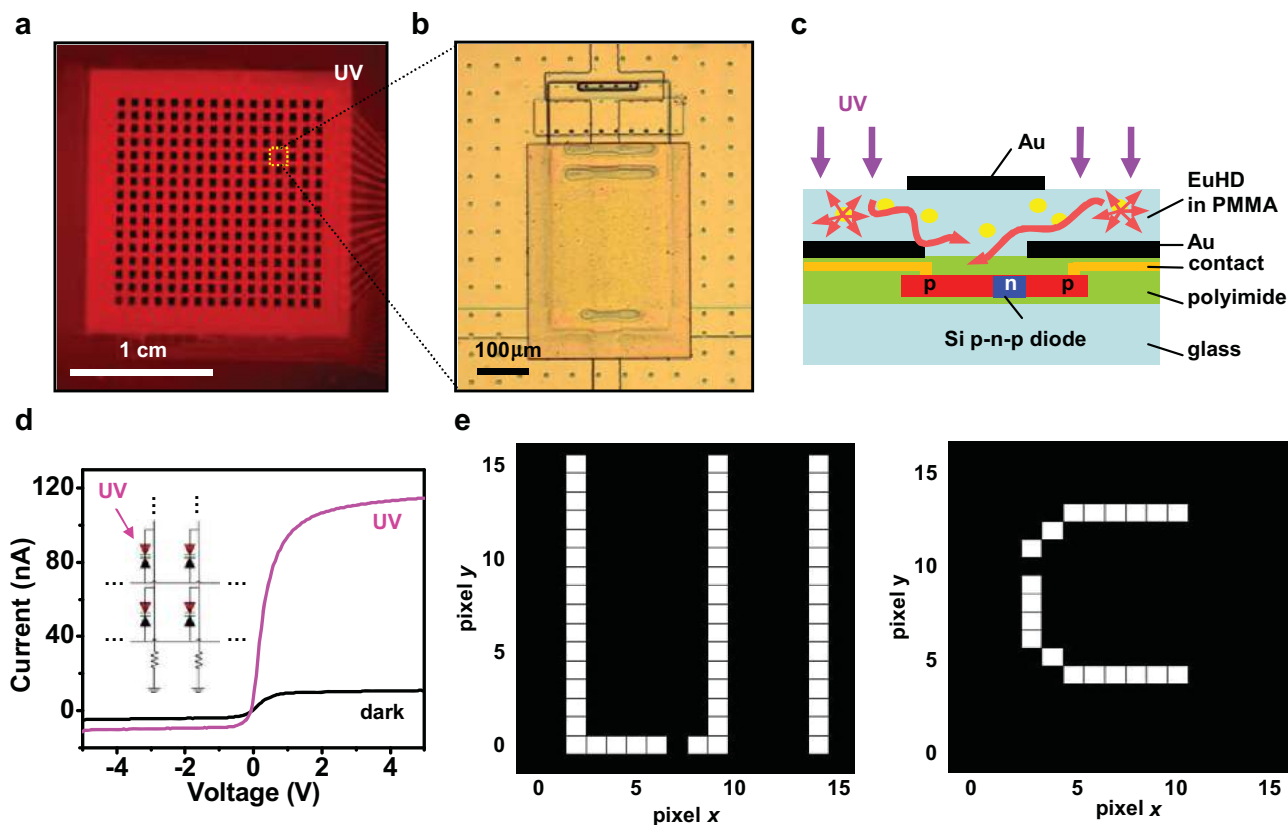 a
UV
1 cm
b
100µm
c
UV
Au
EuHD
in PMMA
Au
contact
polyimide
p
n
p
Si p-n-p diode
glass
d
120
80
40
0
Current (nA)
-4
-2
0
2
4
Voltage (V)
UV
UV
dark
...
...
...
...
...
...
e
15
10
5
0
pixel y
0
5
10
15
pixel x
15
10
5
0
pixel y
0
5
10
15
pixel x